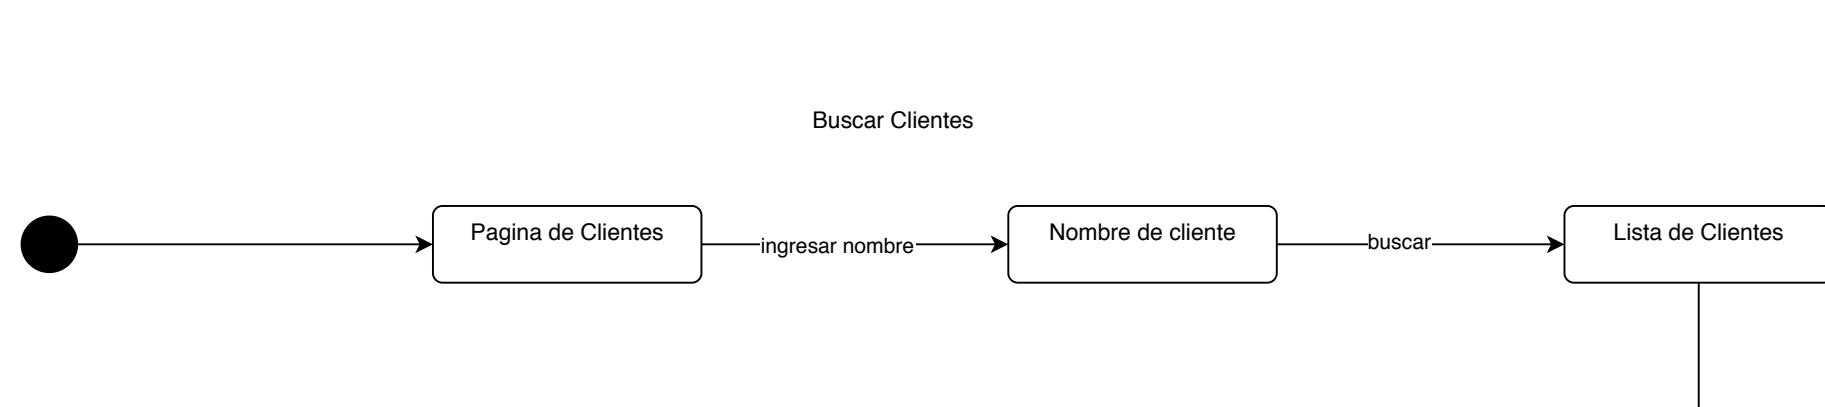 Buscar Clientes
Pagina de Clientes
ingresar nombre
Nombre de cliente
buscar
Lista de Clientes